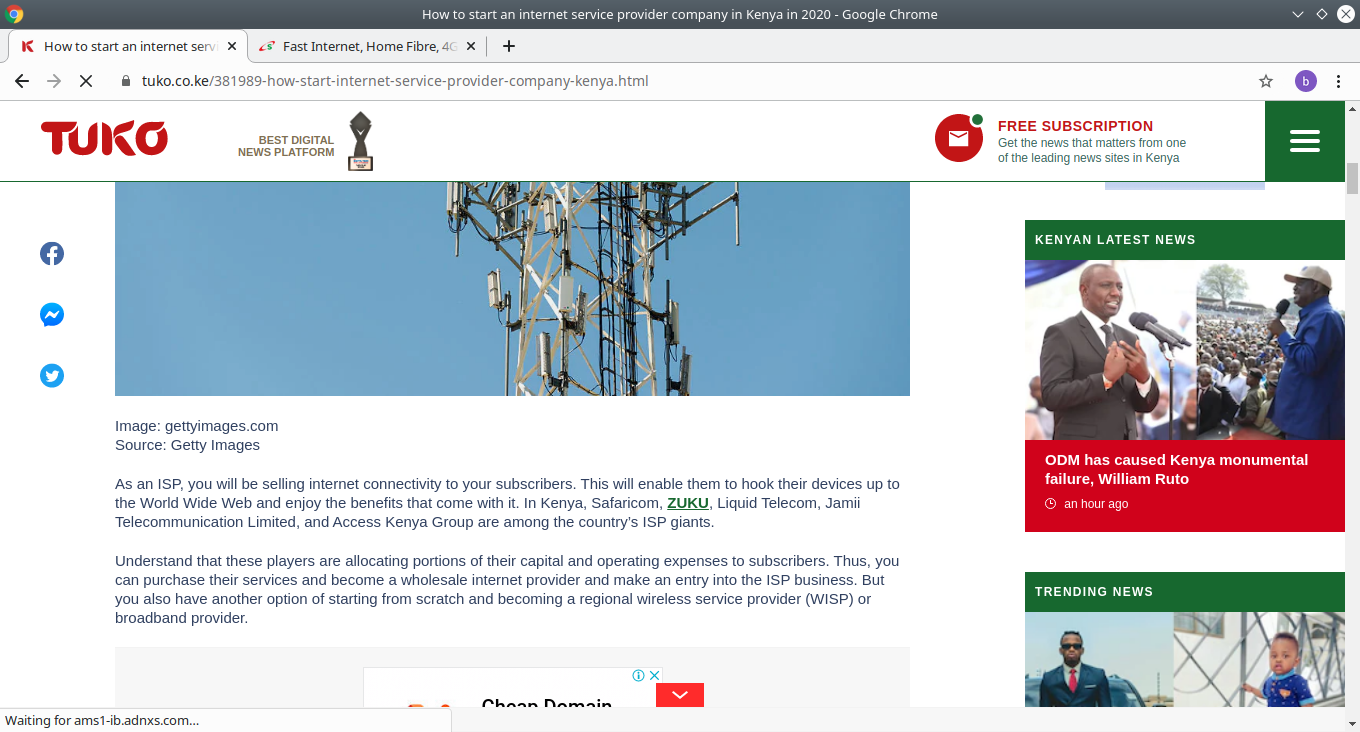 How to start an internet service provider company in Kenya in 2020 - Google Chrome
How to start an internet servi
Fast Internet, Home Fibre, 4G
tuko.co.ke/381989-how-start-internet-service-provider-company-kenya.html
b
TUKO
BEST DIGITAL
NEWS PLATFORM
FREE SUBSCRIPTION
Get the news that matters from one
of the leading news sites in Kenya
Image: gettyimages.com
Source: Getty Images
As an ISP, you will be selling internet connectivity to your subscribers. This will enable them to hook their devices up to
the World Wide Web and enjoy the benefits that come with it. In Kenya, Safaricom, ZUKU, Liquid Telecom, Jamii
Telecommunication Limited, and Access Kenya Group are among the country’s ISP giants.
Understand that these players are allocating portions of their capital and operating expenses to subscribers. Thus, you
can purchase their services and become a wholesale internet provider and make an entry into the ISP business. But
you also have another option of starting from scratch and becoming a regional wireless service provider (WISP) or
broadband provider.
Cheap Domain
KENYAN LATEST NEWS
ODM has caused Kenya monumental
failure, William Ruto
an hour ago
TRENDING NEWS
Waiting for ams1-ib.adnxs.com...